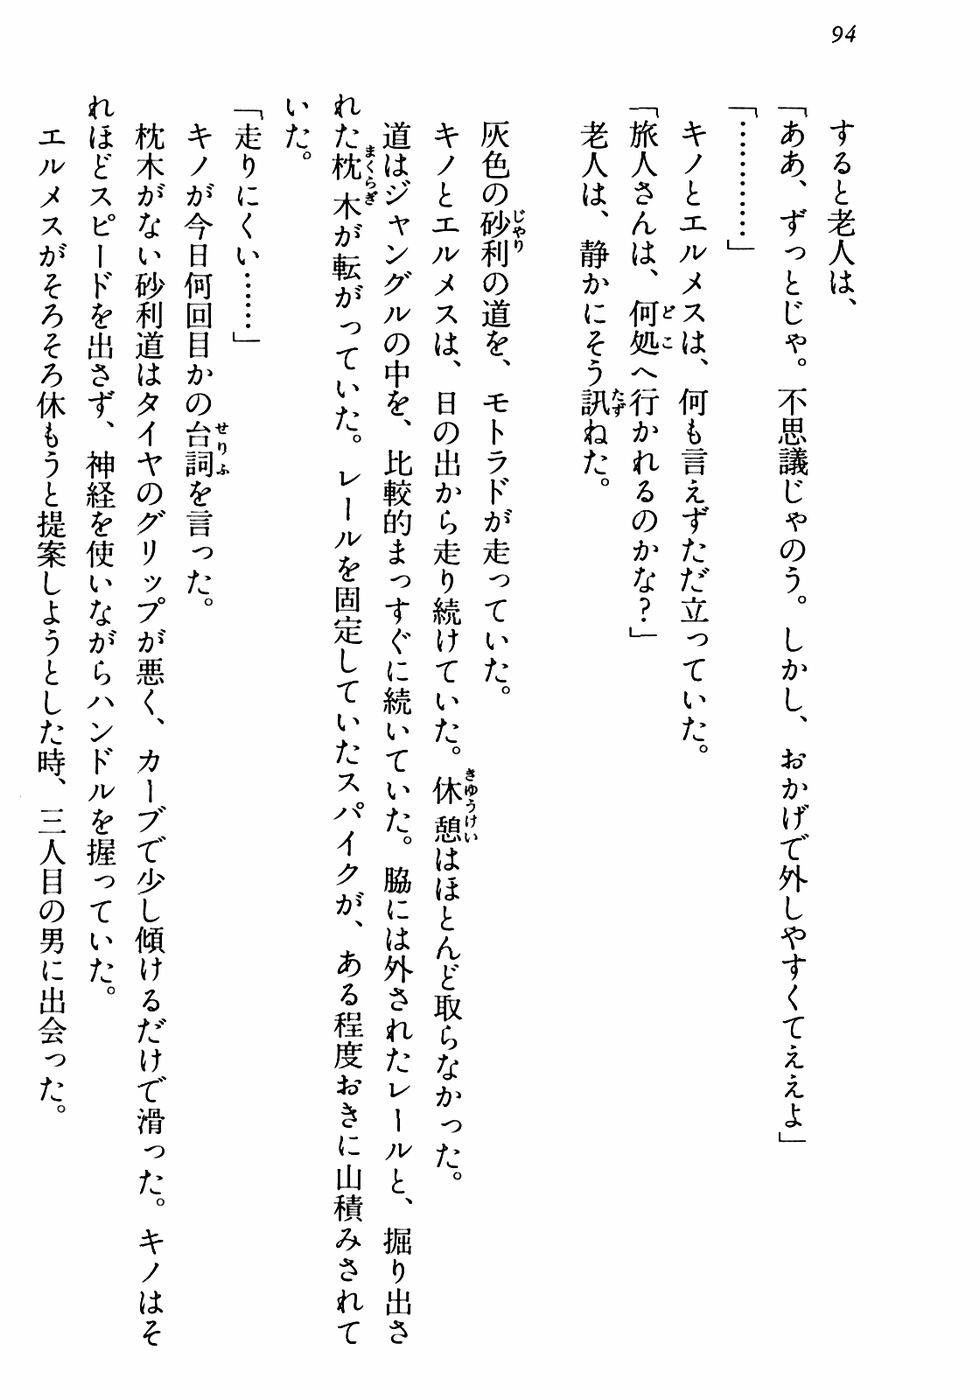 94
すると老人は、
「ああ、ずっとじゃ。不思議じゃのう。しかし、おかげで外しやすくてええよ」
「…………」
キノとエルメスは、何も言えずただ立っていた。
「旅人さんは、何処へ行かれるのかな？」
老人は、静かにそう訊ねた。
灰色の砂利の道を、モトラドが走っていた。
キノとエルメスは、日の出から走り続けていた。休憩はほとんど取らなかった。
道はジャングルの中を、比較的まっすぐに続いていた。脇には外されたレールと、掘り出さ
れた枕木が転がっていた。レールを固定していたスパイクが、ある程度おきに山積みされて
いた。
「走りにくい……」
キノが今日何回目かの台詞を言った。
枕木がない砂利道はタイヤのグリップが悪く、カーブで少し傾けるだけで滑った。キノはそ
れほどスピードを出さず、神経を使いながらハンドルを握っていた。
エルメスがそろそろ休もうと提案しようとした時、三人目の男に出会った。